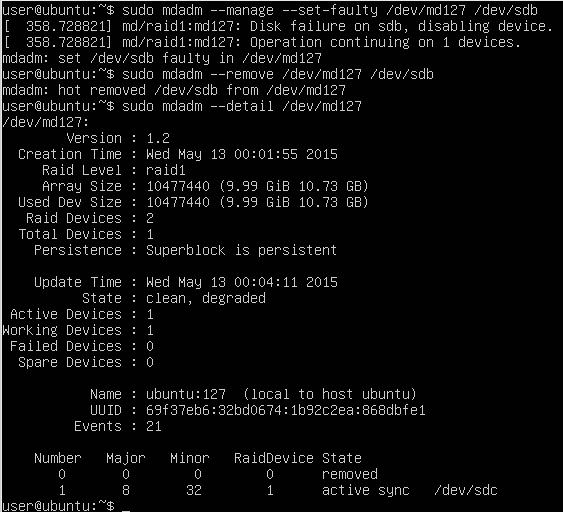 user@ubuntu:~$ sudo mdadm --manage --set-faulty /dev/md127 /dev/sdb
[  358.728821] md/raid1:md127: Disk failure on sdb, disabling device.
[  358.728821] md/raid1:md127: Operation continuing on 1 devices.
mdadm: set /dev/sdb faulty in /dev/md127
user@ubuntu:~$ sudo mdadm --remove /dev/md127 /dev/sdb
mdadm: hot removed /dev/sdb from /dev/md127
user@ubuntu:~$ sudo mdadm --detail /dev/md127
/dev/md127:
Version : 1.2
Creation Time : Wed May 13 00:01:55 2015
Raid Level : raid1
Array Size : 10477440 (9.99 GiB 10.73 GB)
Used Dev Size : 10477440 (9.99 GiB 10.73 GB)
Raid Devices : 2
Total Devices : 1
Persistence : Superblock is persistent
Update Time : Wed May 13 00:04:11 2015
State : clean, degraded
Active Devices : 1
Working Devices : 1
Failed Devices : 0
Spare Devices : 0
Name : ubuntu:127  (local to host ubuntu)
UUID : 69f37eb6:32bd0674:1b92c2ea:868dbfe1
Events : 21
Number   Major   Minor   RaidDevice State
0       0        0        0      removed
1       8       32        1      active sync   /dev/sdc
user@ubuntu:~$ _